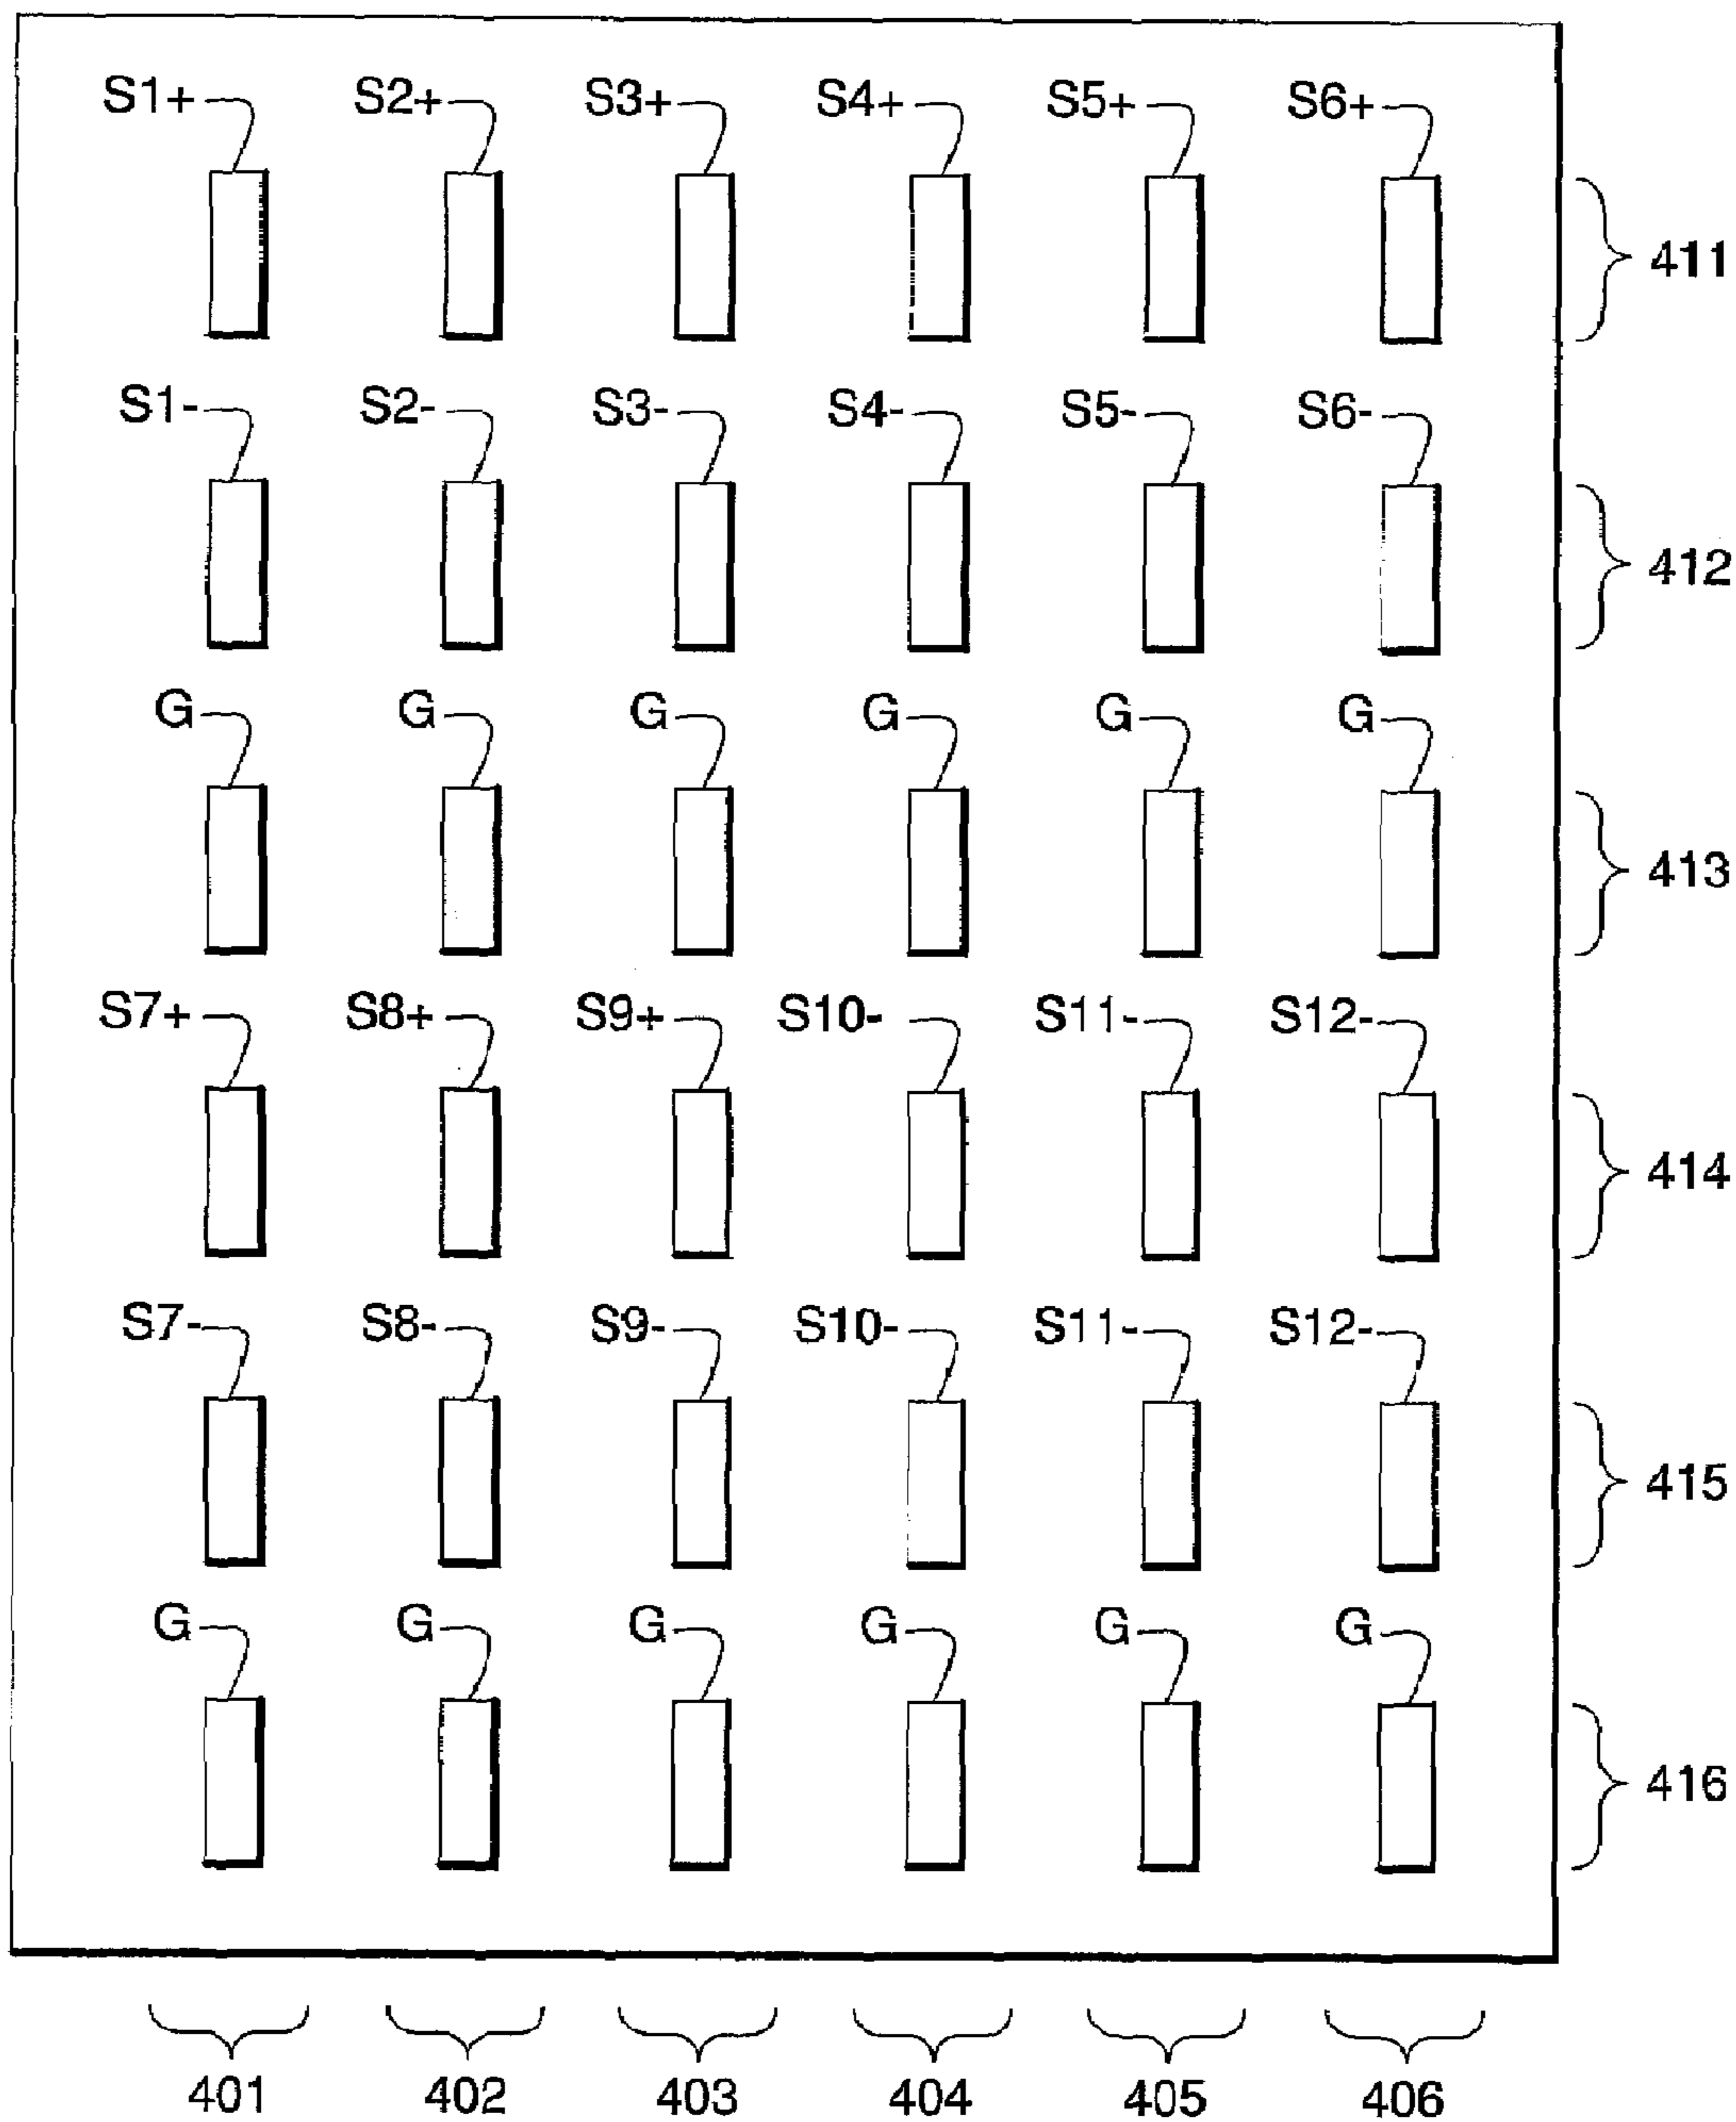 S1+ S2+ S3+ S4+ S5+ S6+
411
S1- S2- S3- S4- S5- S6-
412
G G G G G G
413
S7+ S8+ S9+ S10- S11- S12-
414
S7- S8- S9- S10- S11- S12-
415
G G G G G G
416
401 402 403 404 405 406